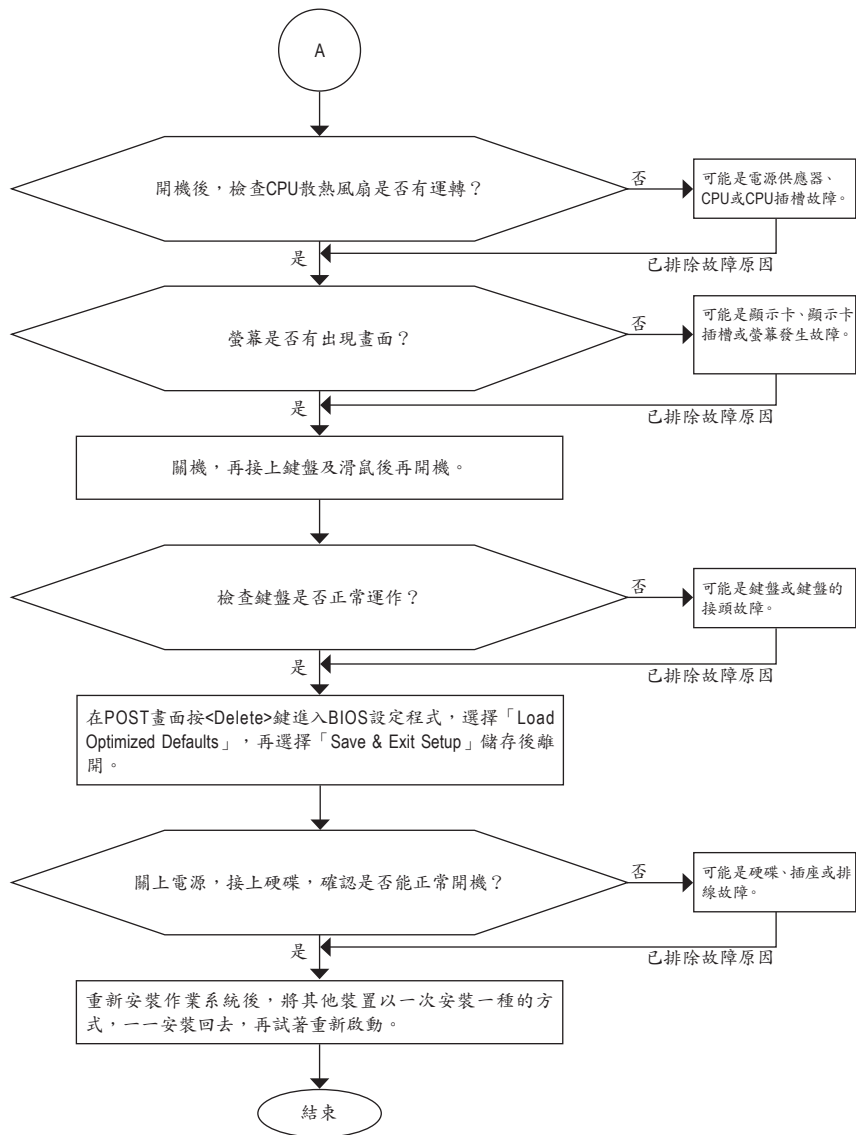 A
開機後，檢查CPU散熱風扇是否有運轉？
否
可能是電源供應器、
CPU或CPU插槽故障。
是
已排除故障原因
螢幕是否有出現畫面？
否
可能是顯示卡、顯示卡
插槽或螢幕發生故障。
是
已排除故障原因
關機，再接上鍵盤及滑鼠後再開機。
檢查鍵盤是否正常運作？
否
可能是鍵盤或鍵盤的
接頭故障。
是
已排除故障原因
在POST畫面按<Delete>鍵進入BIOS設定程式，選擇「Load
Optimized Defaults」，再選擇「Save & Exit Setup」儲存後離
開。
關上電源，接上硬碟，確認是否能正常開機？
否
可能是硬碟、插座或排
線故障。
是
已排除故障原因
重新安裝作業系統後，將其他裝置以一次安裝一種的方
式，一一安裝回去，再試著重新啟動。
結束